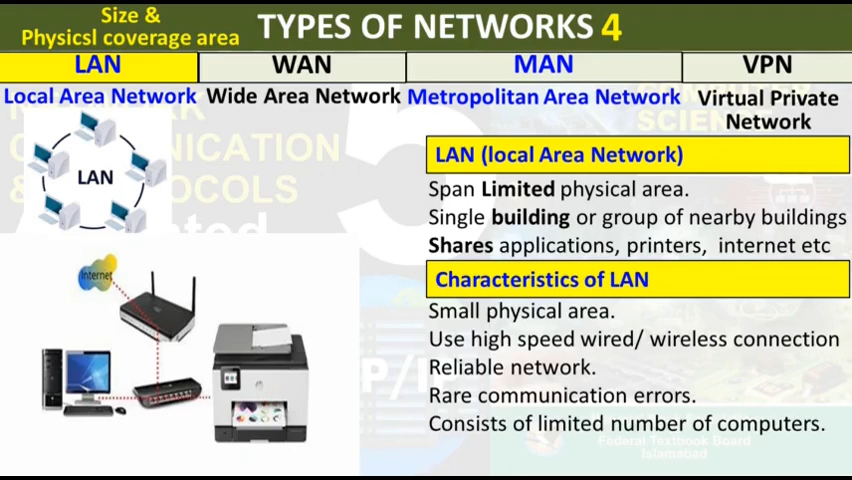 Size &
Physicsl coverage area
TYPES OF NETWORKS 4
LAN WAN MAN VPN
Local Area Network Wide Area Network Metropolitan Area Network Virtual Private
Network
LAN
Internet
LAN (local Area Network)
Span Limited physical area.
Single building or group of nearby buildings
Shares applications, printers, internet etc
Characteristics of LAN
Small physical area.
Use high speed wired/ wireless connection
Reliable network.
Rare communication errors.
Consists of limited number of computers.
Federal Textbook Board
Islamabad